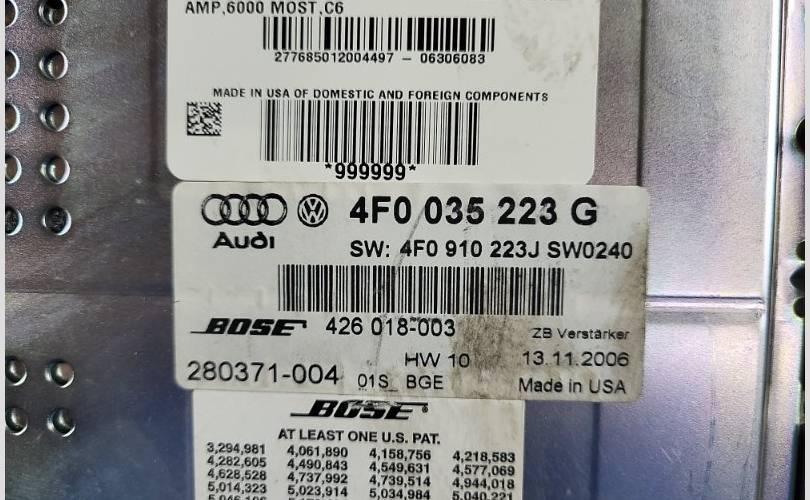 AMP,6000 MOST,C6
277685012004497 - 06306083
MADE IN USA OF DOMESTIC AND FOREIGN COMPONENTS
*999999*
4F0 035 223 G
Audi
SW: 4F0 910 223J SW0240
BOSE 426 018-003 ZB Verstärker
280371-004 01S_BGE HW 10 13.11.2006
Made in USA
BOSE®
AT LEAST ONE U.S. PAT.
3,294,981 4,061,890 4,158,756 4,218,583
4,282,605 4,490,843 4,549,631 4,577,069
4,628,528 4,737,992 4,739,514 4,944,018
5,014,323 5,023,914 5,034,984 5,040,221